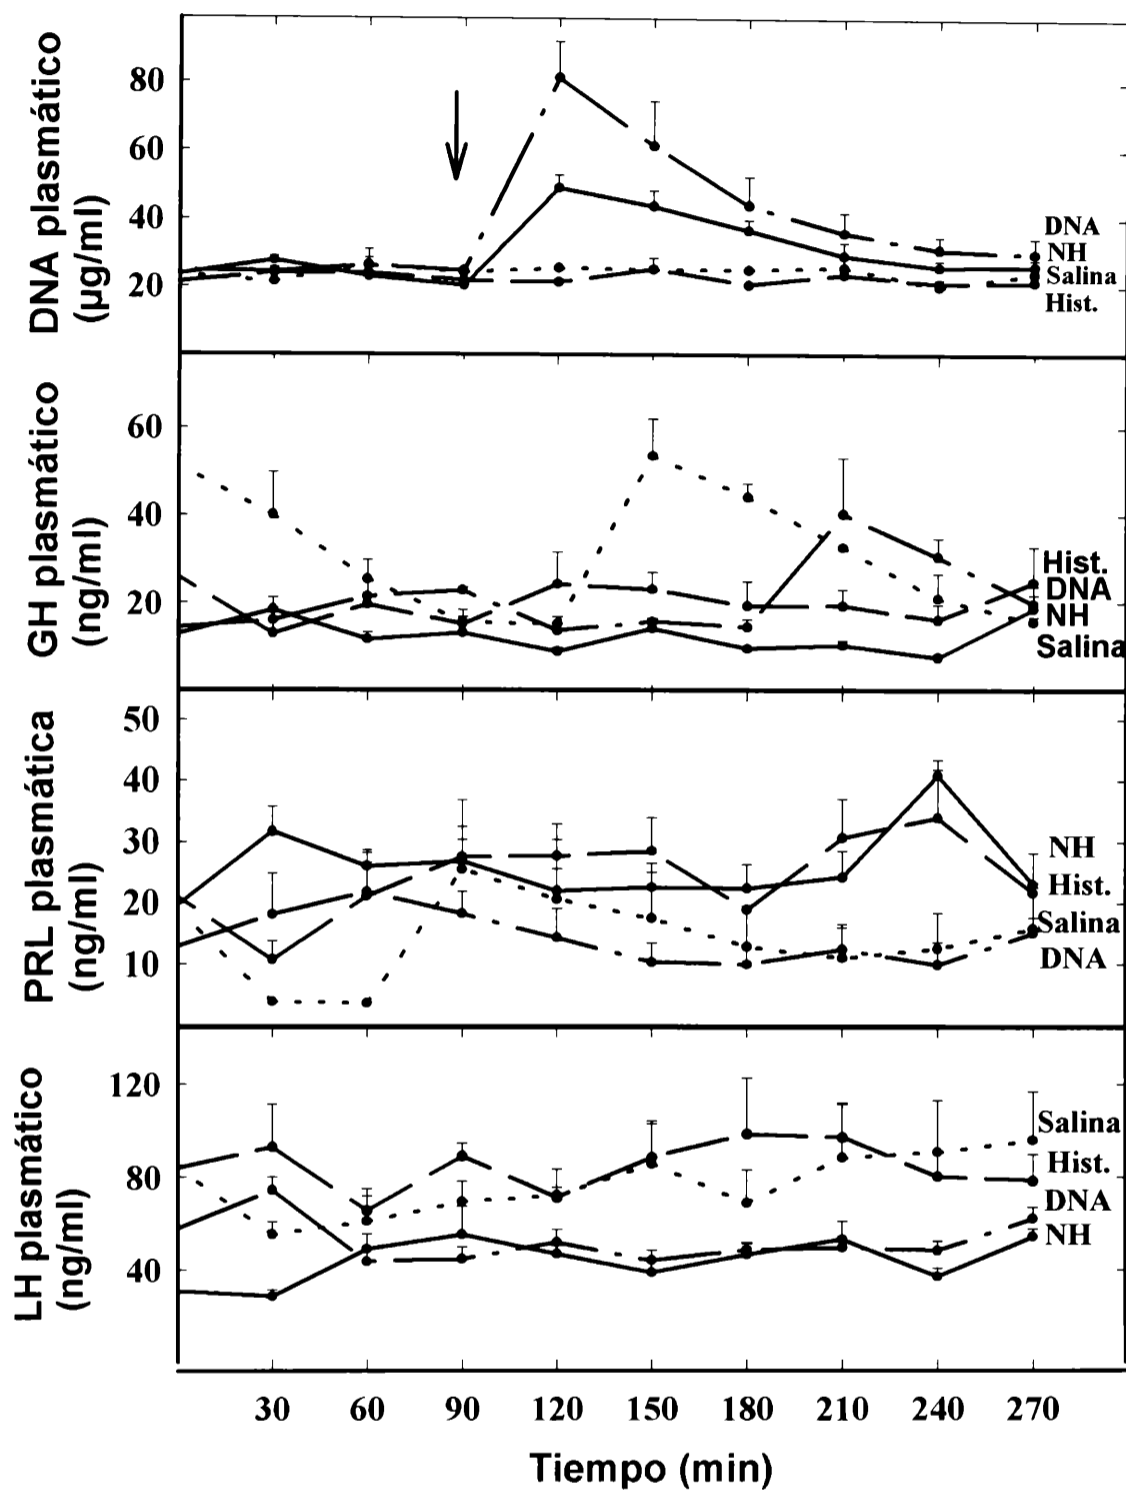 DNA plasmático
(µg/ml)
80
60
40
20
DNA
NH
Salina
Hist.
GH plasmático
(ng/ml)
60
40
20
Hist.
DNA
NH
Salina
PRL plasmática
(ng/ml)
50
40
30
20
10
NH
Hist.
Salina
DNA
LH plasmático
(ng/ml)
120
80
40
Salina
Hist.
DNA
NH
30 60 90 120 150 180 210 240 270
Tiempo (min)